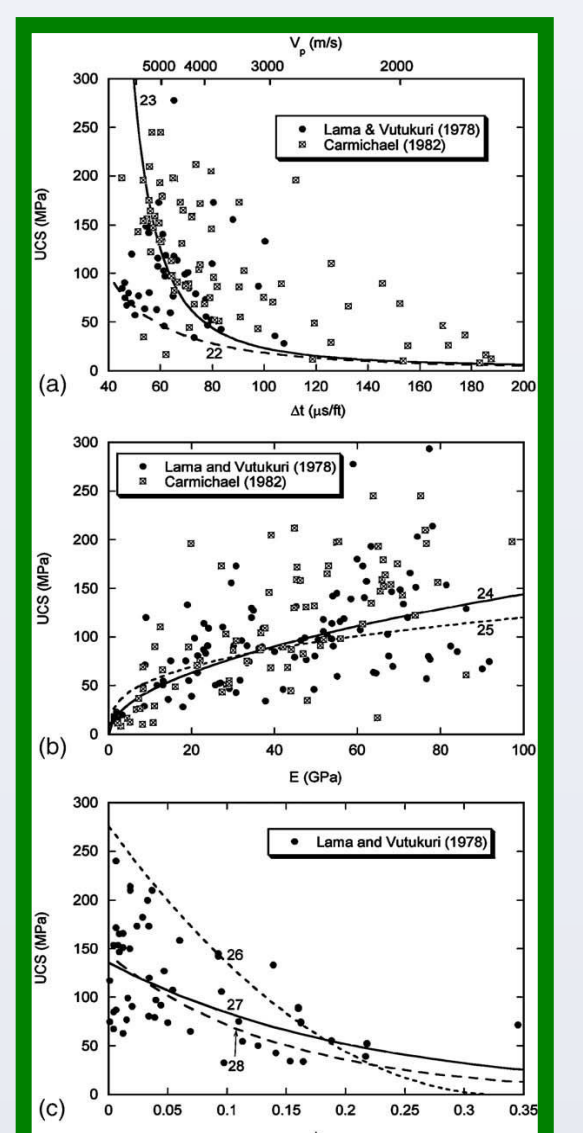 V_p (m/s)
5000 4000 3000 2000
300
250
200
150
100
50
0
UCS (MPa)
23
22
● Lama & Vutukuri (1978)
⊠ Carmichael (1982)
(a)
40 60 80 100 120 140 160 180 200
Δt (μs/ft)
300
250
200
150
100
50
0
UCS (MPa)
● Lama and Vutukuri (1978)
⊠ Carmichael (1982)
24
25
(b)
0 20 40 60 80 100
E (GPa)
300
250
200
150
100
50
0
UCS (MPa)
● Lama and Vutukuri (1978)
26
27
28
(c)
0 0.05 0.1 0.15 0.2 0.25 0.3 0.35